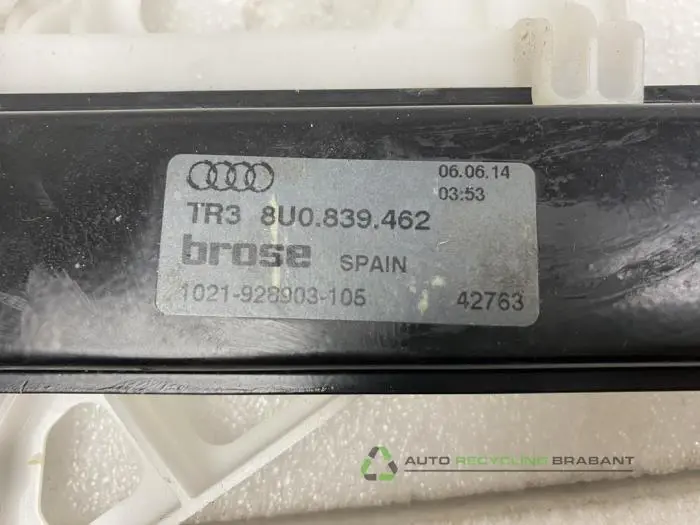 06.06.14
03:53
TR3 8U0.839.462
brose SPAIN
1021-928903-105 42763
AUTO RECYCLING BRABANT